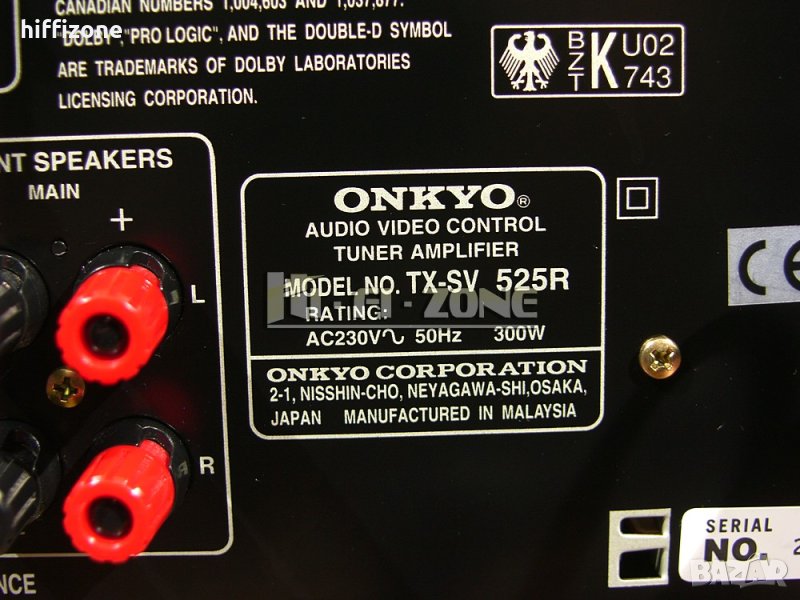 hiffizone
CANADIAN NUMBERS 1,004,603 AND 1,037,877.
"DOLBY", "PRO LOGIC", AND THE DOUBLE-D SYMBOL
ARE TRADEMARKS OF DOLBY LABORATORIES
LICENSING CORPORATION.
BZT K U02
743
NT SPEAKERS
MAIN
+
L
R
NCE
ONKYO®
AUDIO VIDEO CONTROL
TUNER AMPLIFIER
MODEL NO. TX-SV 525R
Hi-Fi-ZONE
RATING:
AC230V∿ 50Hz 300W
ONKYO CORPORATION
2-1, NISSHIN-CHO, NEYAGAWA-SHI,OSAKA,
JAPAN MANUFACTURED IN MALAYSIA
CE
SERIAL
NO. 2
BAZAR